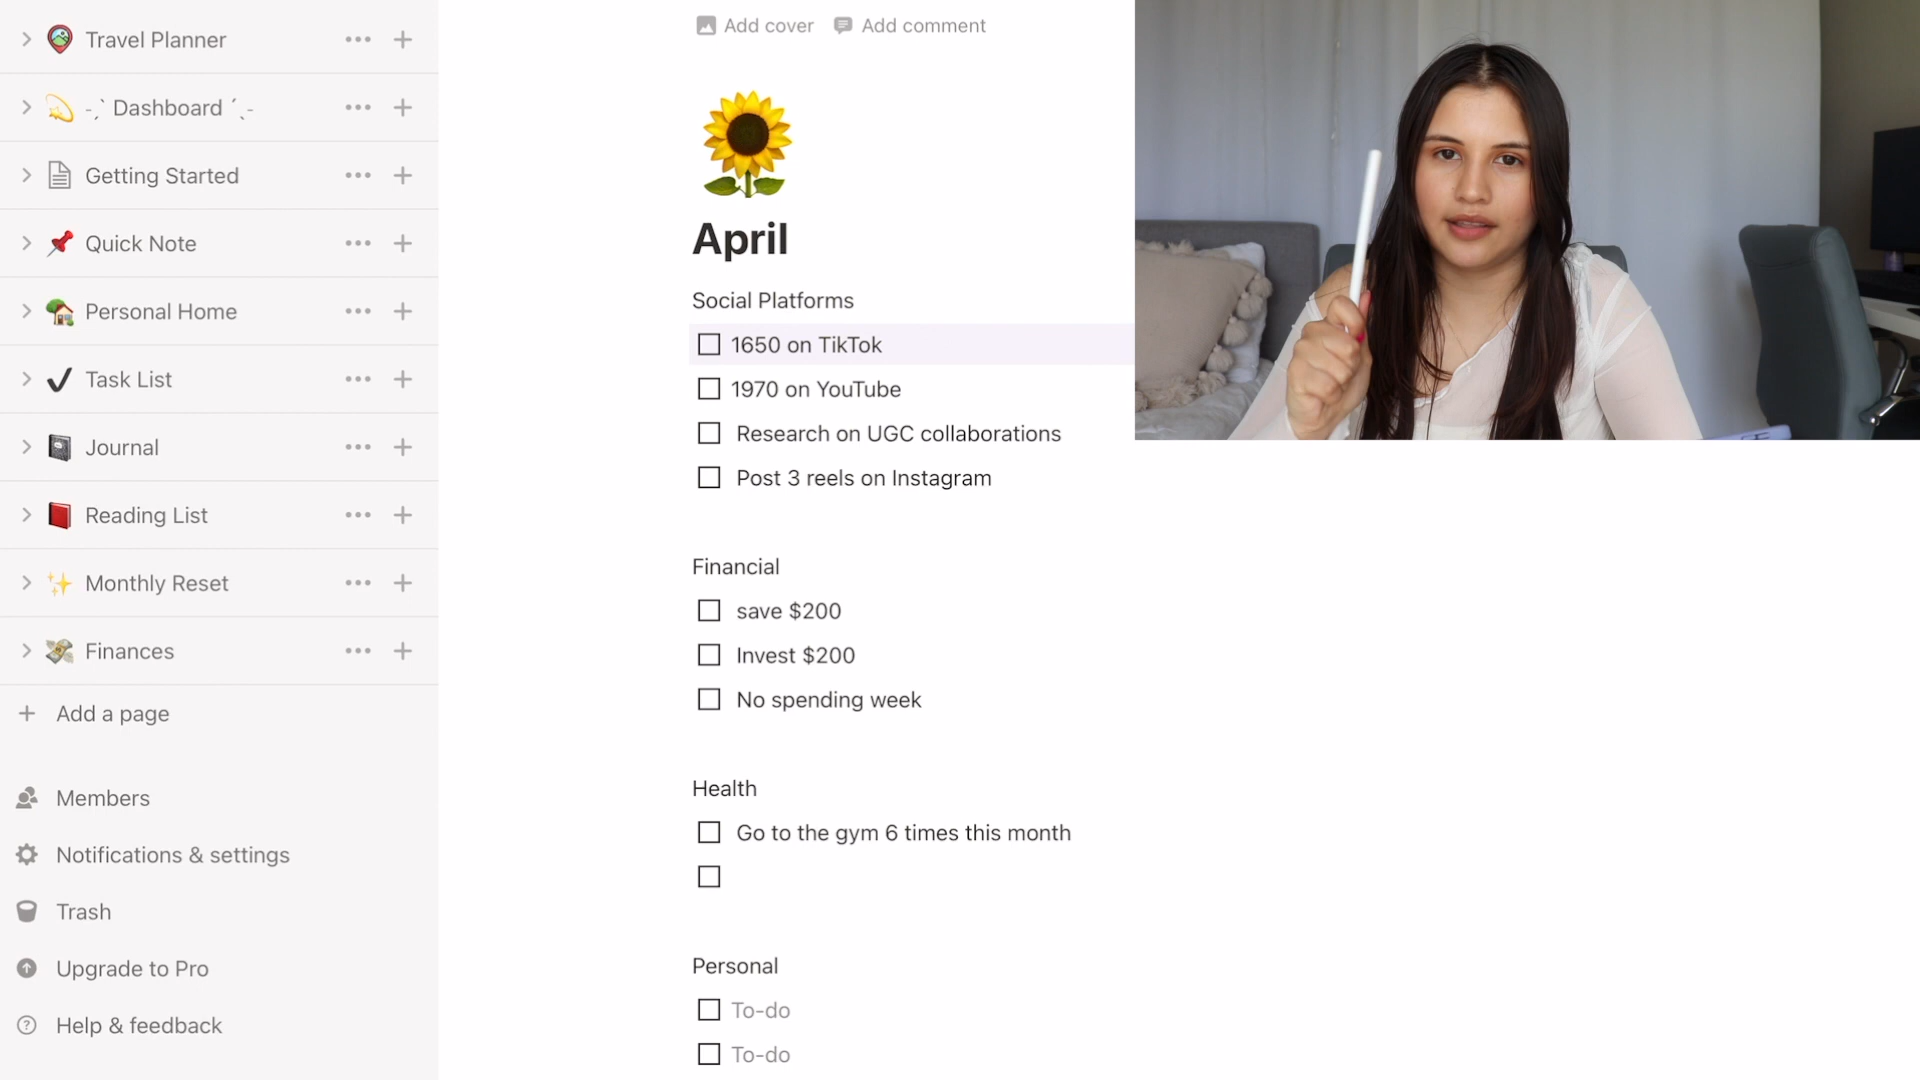 Travel Planner
-ˏˋ Dashboard ˊˎ-
Getting Started
Quick Note
Personal Home
Task List
Journal
Reading List
Monthly Reset
Finances
Add a page
Members
Notifications & settings
Trash
Upgrade to Pro
Help & feedback
Add cover
Add comment
April
Social Platforms
1650 on TikTok
1970 on YouTube
Research on UGC collaborations
Post 3 reels on Instagram
Financial
save $200
Invest $200
No spending week
Health
Go to the gym 6 times this month
Personal
To-do
To-do